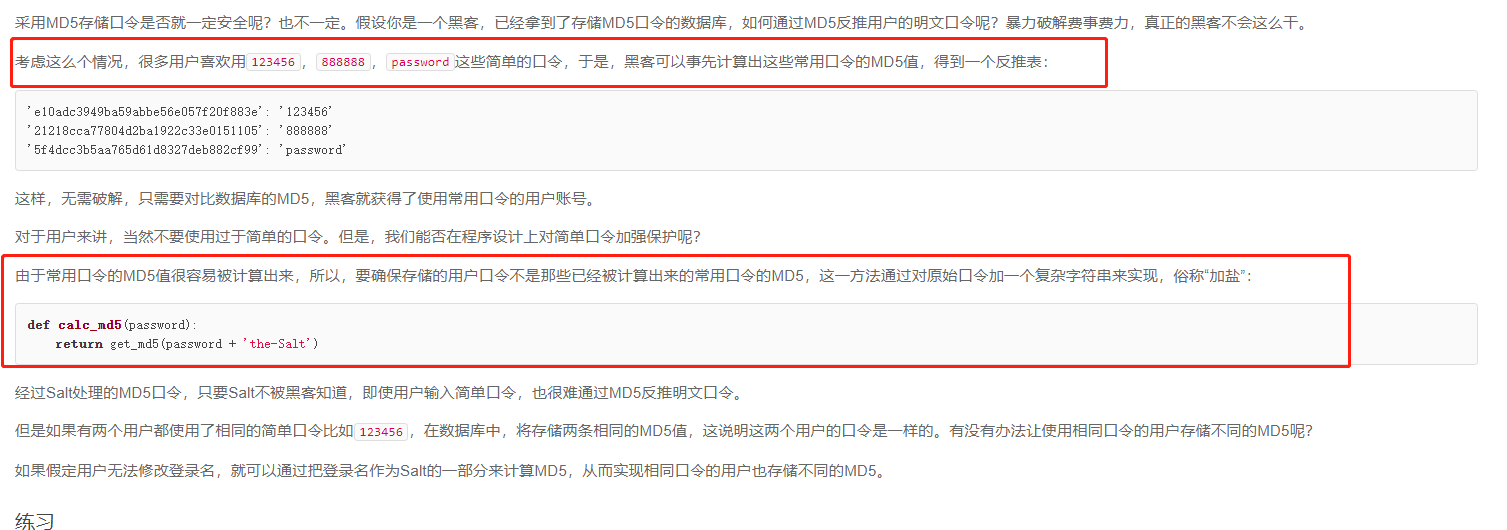 采用MD5存储口令是否就一定安全呢？也不一定。假设你是一个黑客，已经拿到了存储MD5口令的数据库，如何通过MD5反推用户的明文口令呢？暴力破解费事费力，真正的黑客不会这么干。
考虑这么个情况，很多用户喜欢用123456，888888，password这些简单的口令，于是，黑客可以事先计算出这些常用口令的MD5值，得到一个反推表：
'e10adc3949ba59abbe56e057f20f883e': '123456'
'21218cca77804d2ba1922c33e0151105': '888888'
'5f4dcc3b5aa765d61d8327deb882cf99': 'password'
这样，无需破解，只需要对比数据库的MD5，黑客就获得了使用常用口令的用户账号。
对于用户来讲，当然不要使用过于简单的口令。但是，我们能否在程序设计上对简单口令加强保护呢？
由于常用口令的MD5值很容易被计算出来，所以，要确保存储的用户口令不是那些已经被计算出来的常用口令的MD5，这一方法通过对原始口令加一个复杂字符串来实现，俗称“加盐”：
def calc_md5(password):
    return get_md5(password + 'the-Salt')
经过Salt处理的MD5口令，只要Salt不被黑客知道，即使用户输入简单口令，也很难通过MD5反推明文口令。
但是如果有两个用户都使用了相同的简单口令比如123456，在数据库中，将存储两条相同的MD5值，这说明这两个用户的口令是一样的。有没有办法让使用相同口令的用户存储不同的MD5呢？
如果假定用户无法修改登录名，就可以通过把登录名作为Salt的一部分来计算MD5，从而实现相同口令的用户也存储不同的MD5。
练习